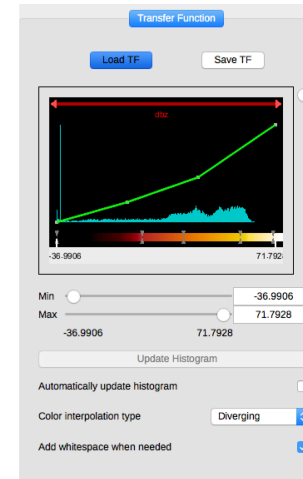 Transfer Function
Load TF
Save TF
dbz
-36.9906
71.7928
Min
-36.9906
Max
71.7928
-36.9906
71.7928
Update Histogram
Automatically update histogram
Color interpolation type
Diverging
Add whitespace when needed